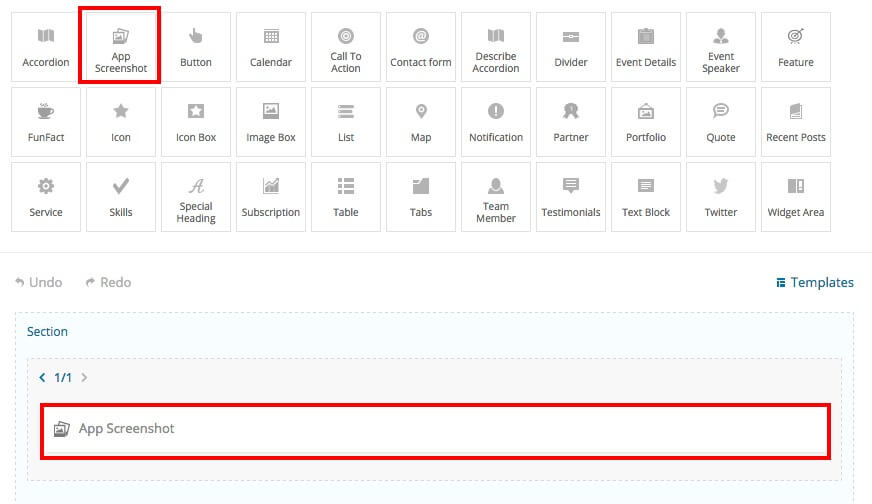 Accordion
App
Screenshot
Button
Calendar
Call To
Action
Contact form
Describe
Accordion
Divider
Event Details
Event
Speaker
Feature
FunFact
Icon
Icon Box
Image Box
List
Map
Notification
Partner
Portfolio
Quote
Recent Posts
Service
Skills
Special
Heading
Subscription
Table
Tabs
Team
Member
Testimonials
Text Block
Twitter
Widget Area
Undo
Redo
Templates
Section
1/1
App Screenshot